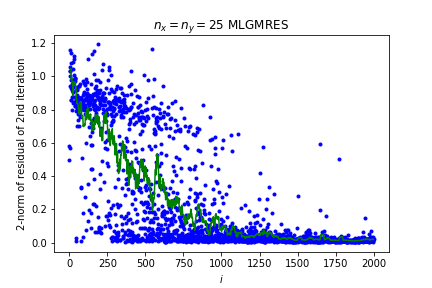 $n_x = n_y = 25$ MLGMRES
2-norm of residual of 2nd iteration
1.2
1.0
0.8
0.6
0.4
0.2
0.0
0 250 500 750 1000 1250 1500 1750 2000
i